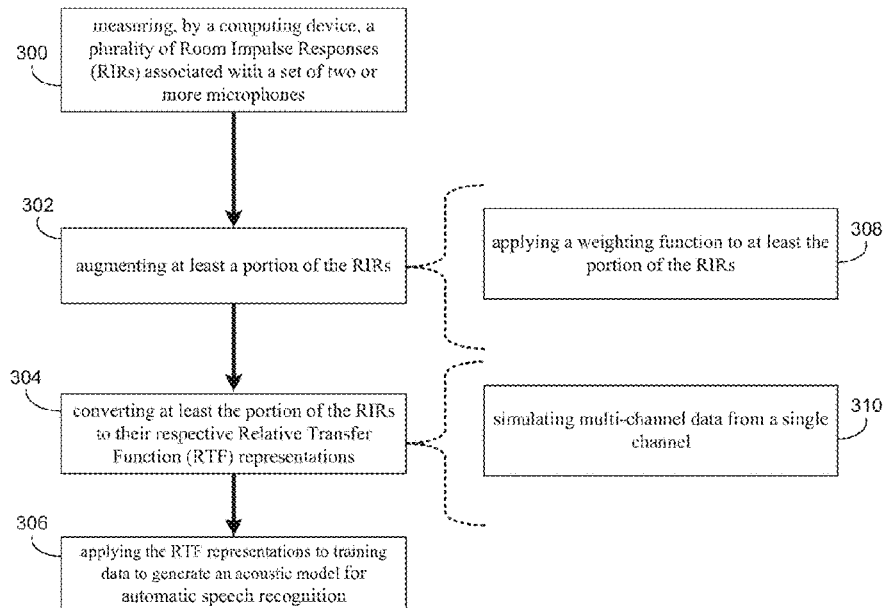 300
measuring, by a computing device, a
plurality of Room Impulse Responses
(RIRs) associated with a set of two or
more microphones
302
augmenting at least a portion of the RIRs
applying a weighting function to at least the
portion of the RIRs
308
304
converting at least the portion of the RIRs
to their respective Relative Transfer
Function (RTF) representations
simulating multi-channel data from a single
channel
310
306
applying the RTF representations to training
data to generate an acoustic model for
automatic speech recognition